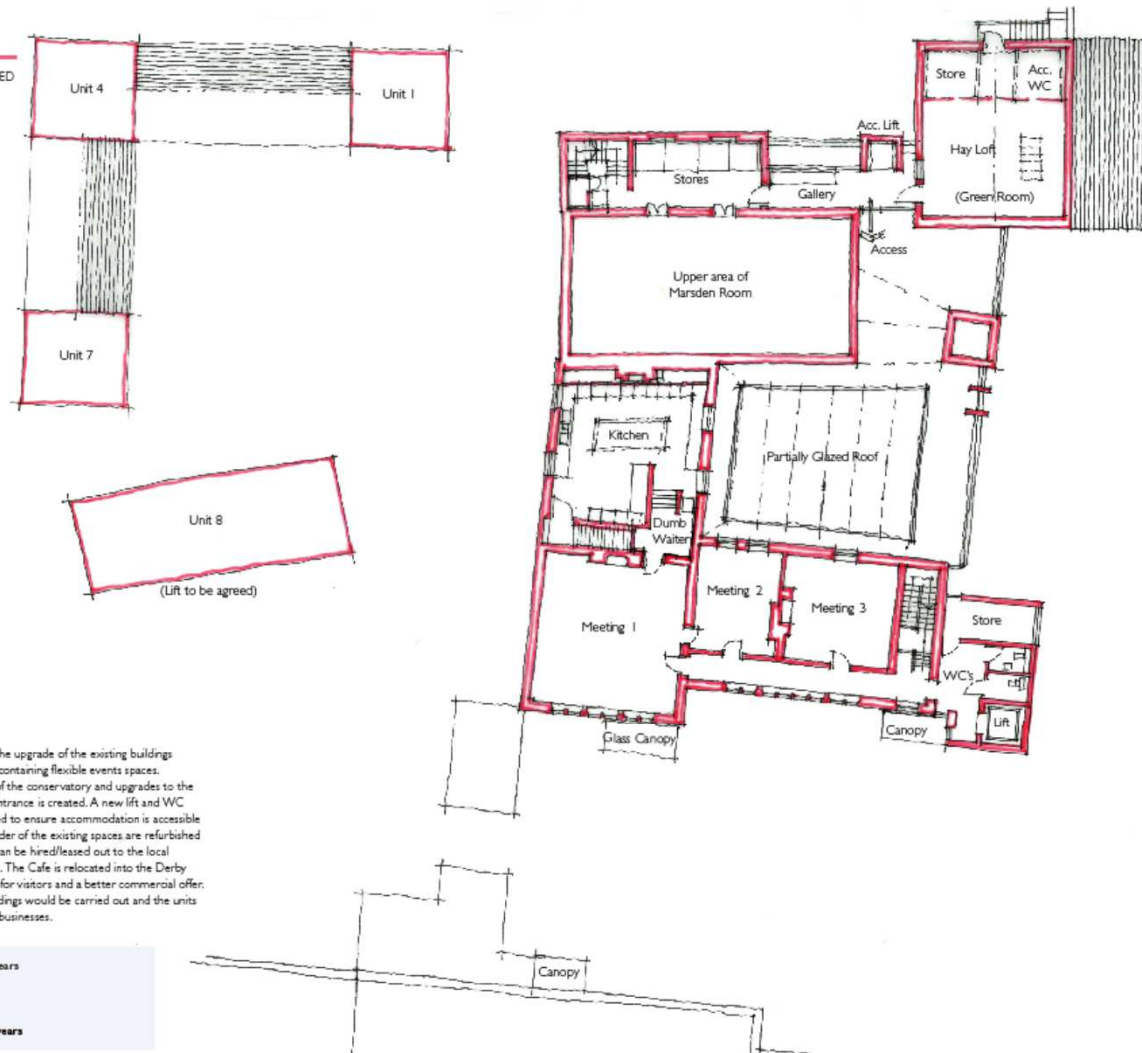 ED
Unit 4
Unit 1
Store
Acc.
WC
Acc. Lift
Hay Loft
Stores
Gallery
(Green Room)
Access
Upper area of
Marsden Room
Unit 7
Kitchen
Partially Glazed Roof
Unit 8
Dumb
Waiter
(Lift to be agreed)
Meeting 2
Meeting 3
Meeting 1
Store
WC's
Lift
Canopy
Glass Canopy
he upgrade of the existing buildings
containing flexible events spaces.
of the conservatory and upgrades to the
ntrance is created. A new lift and WC
ed to ensure accommodation is accessible
der of the existing spaces are refurbished
an be hired/leased out to the local
. The Cafe is relocated into the Derby
for visitors and a better commercial offer.
dings would be carried out and the units
businesses.
ears
Canopy
years